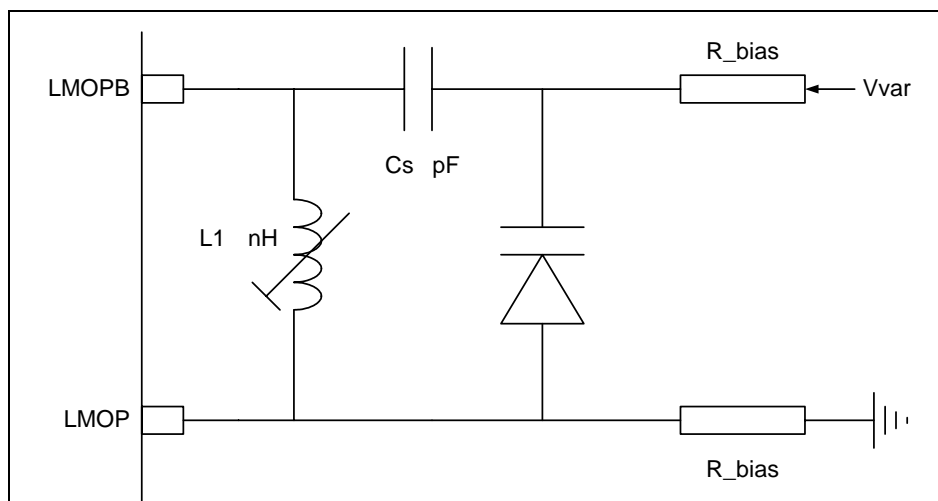 R_bias
LMOPB
Vvar
Cs pF
L1 nH
LMOP
R_bias